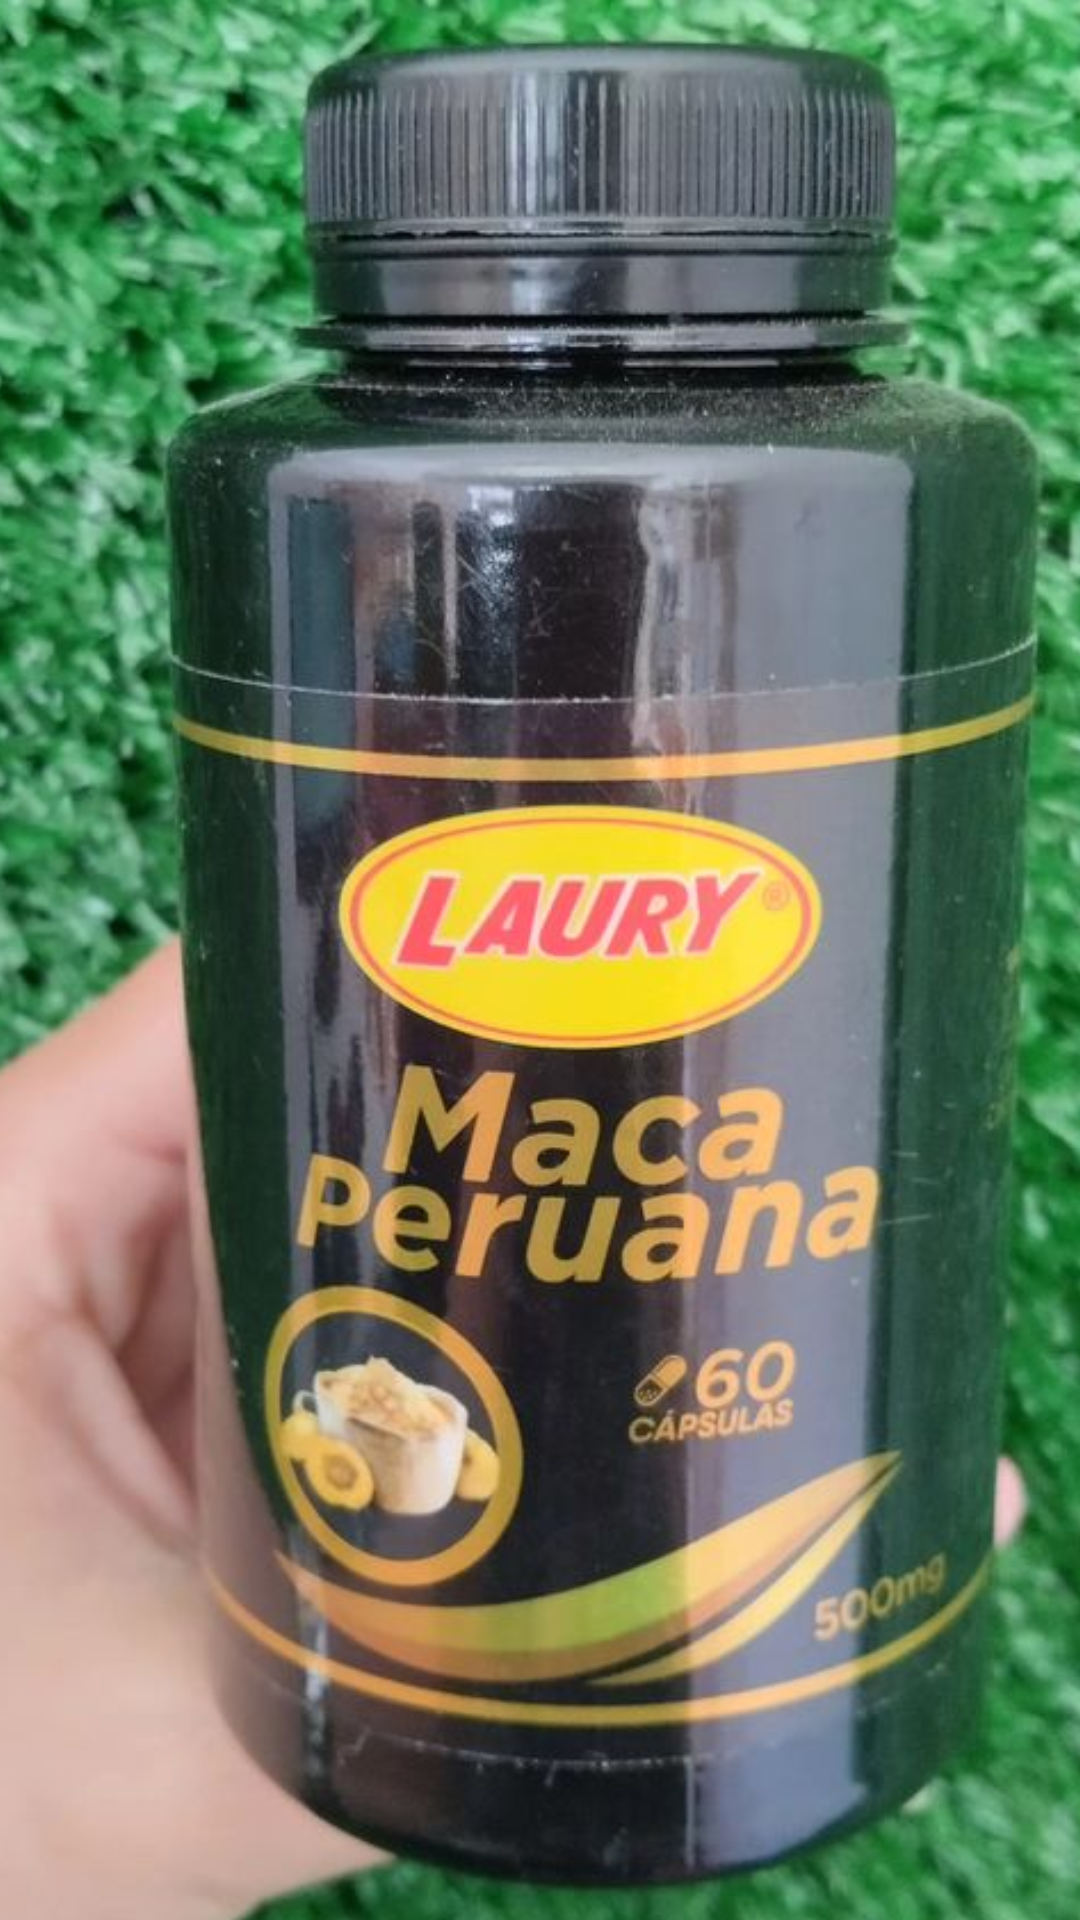 LAURY®
Maca
Peruana
60
CÁPSULAS
500mg